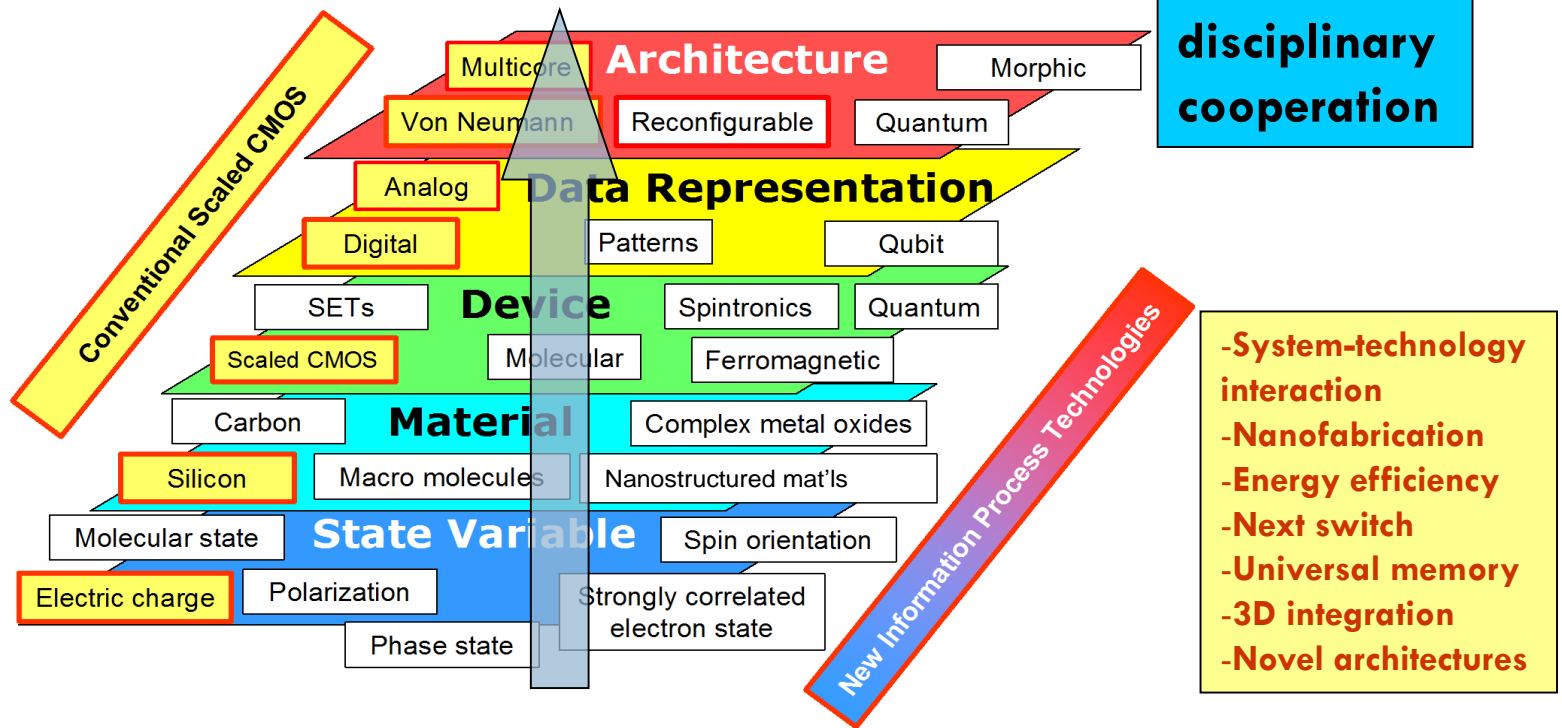 disciplinary
cooperation
Conventional Scaled CMOS
Architecture
Multicore
Morphic
Von Neumann
Reconfigurable
Quantum
Data Representation
Analog
Digital
Patterns
Qubit
Device
SETs
Spintronics
Quantum
Scaled CMOS
Molecular
Ferromagnetic
Material
Carbon
Complex metal oxides
Silicon
Macro molecules
Nanostructured mat'ls
State Variable
Molecular state
Spin orientation
Electric charge
Polarization
Strongly correlated
electron state
Phase state
New Information Process Technologies
-System-technology
interaction
-Nanofabrication
-Energy efficiency
-Next switch
-Universal memory
-3D integration
-Novel architectures